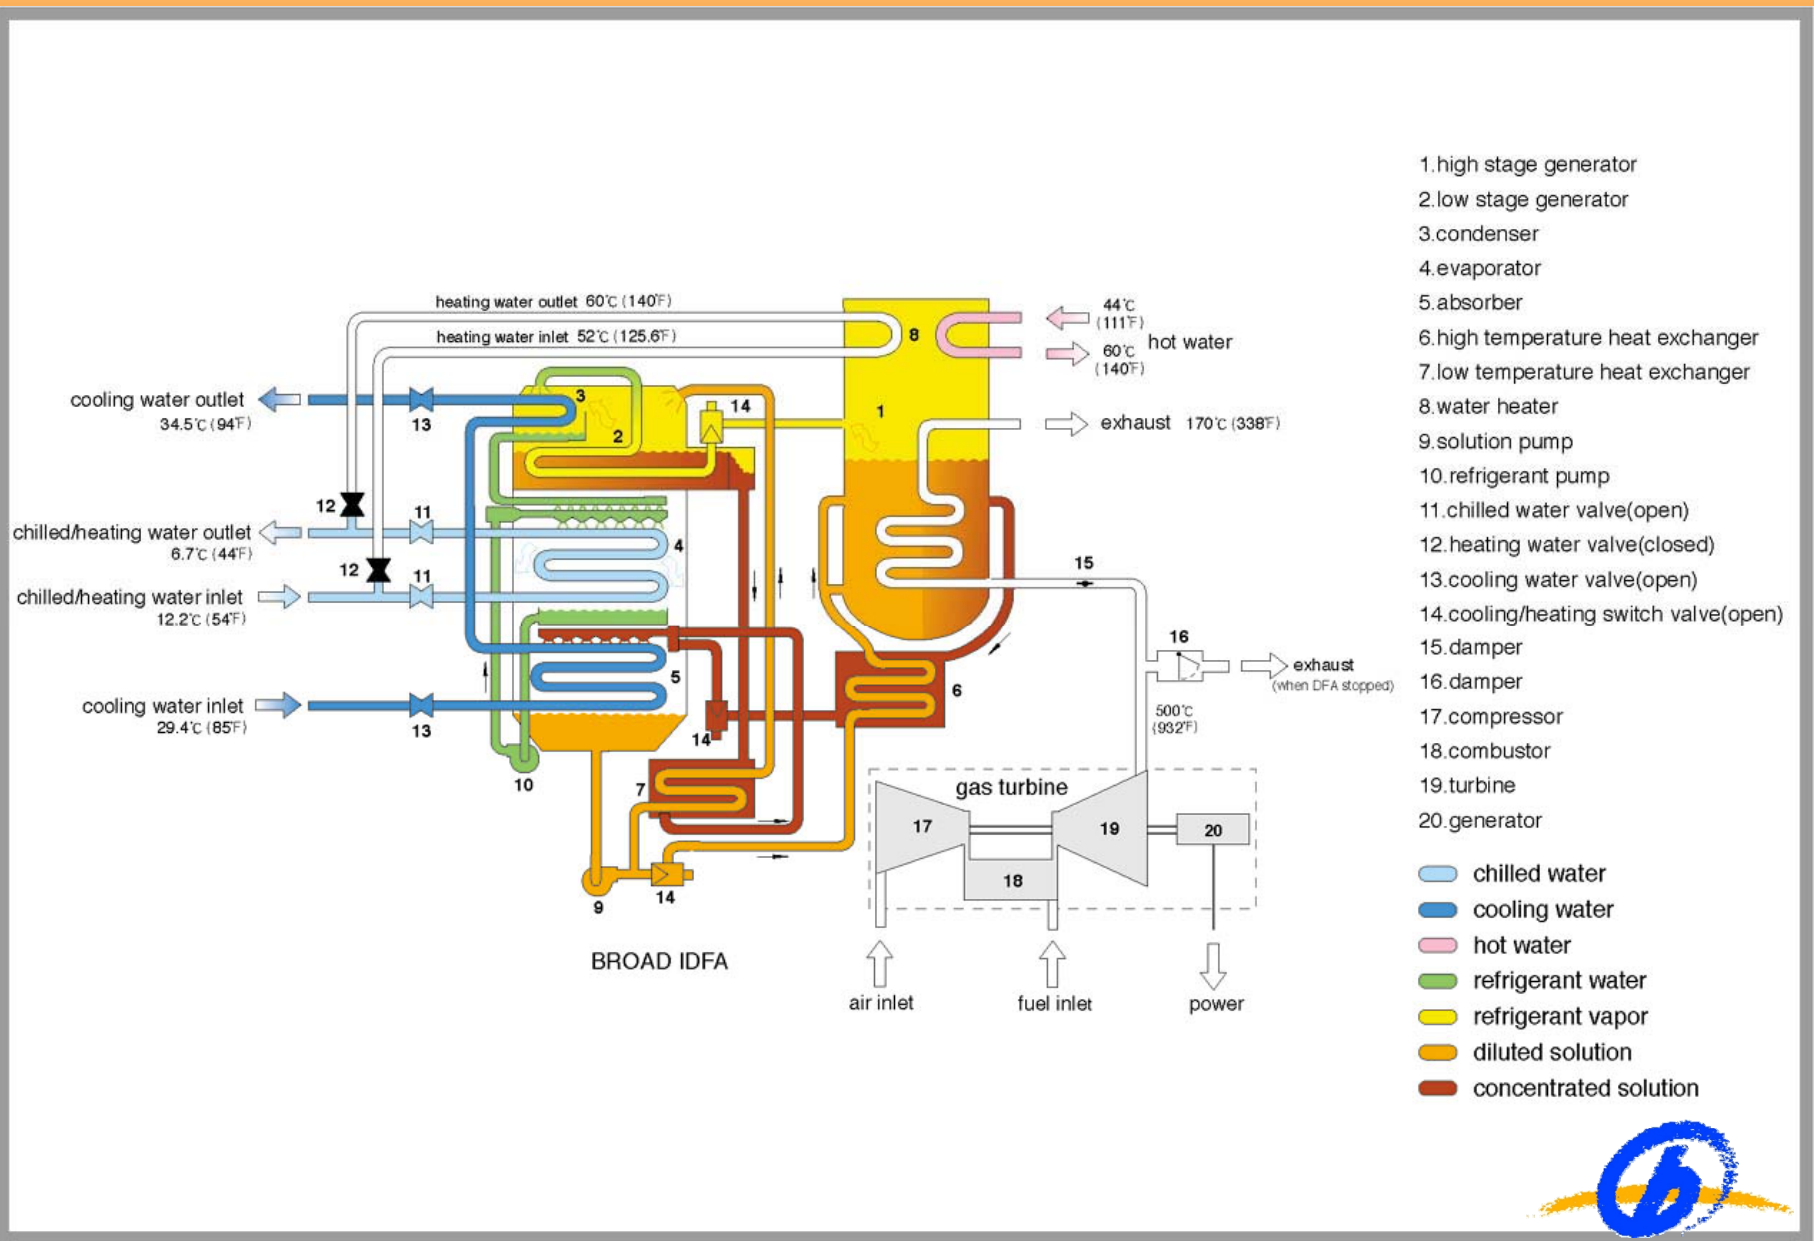 heating water outlet 60℃(140℉)
heating water inlet 52℃(125.6℉)
cooling water outlet
34.5℃(94℉)
13
12
11
chilled/heating water outlet
6.7℃(44℉)
12
11
chilled/heating water inlet
12.2℃(54℉)
cooling water inlet
29.4℃(85℉)
13
3
2
14
4
5
14
10
7
9
14
BROAD IDFA
8
1
44℃
(111℉)
hot water
60℃
(140℉)
exhaust 170℃(338℉)
6
15
16
exhaust
(when DFA stopped)
500℃
(932℉)
gas turbine
17
19
20
18
air inlet
fuel inlet
power
1.high stage generator
2.low stage generator
3.condenser
4.evaporator
5.absorber
6.high temperature heat exchanger
7.low temperature heat exchanger
8.water heater
9.solution pump
10.refrigerant pump
11.chilled water valve(open)
12.heating water valve(closed)
13.cooling water valve(open)
14.cooling/heating switch valve(open)
15.damper
16.damper
17.compressor
18.combustor
19.turbine
20.generator
chilled water
cooling water
hot water
refrigerant water
refrigerant vapor
diluted solution
concentrated solution